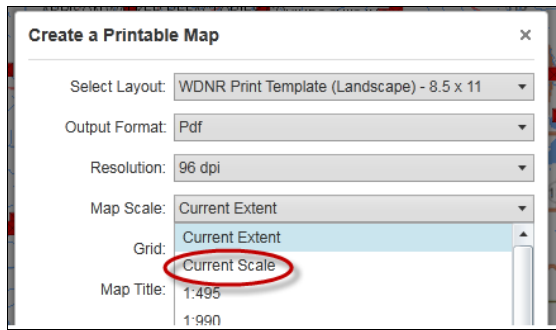 Create a Printable Map ×
Select Layout: WDNR Print Template (Landscape) - 8.5 x 11
Output Format: Pdf
Resolution: 96 dpi
Map Scale: Current Extent
Current Extent
Grid:
Current Scale
Map Title: 1:495
1:990